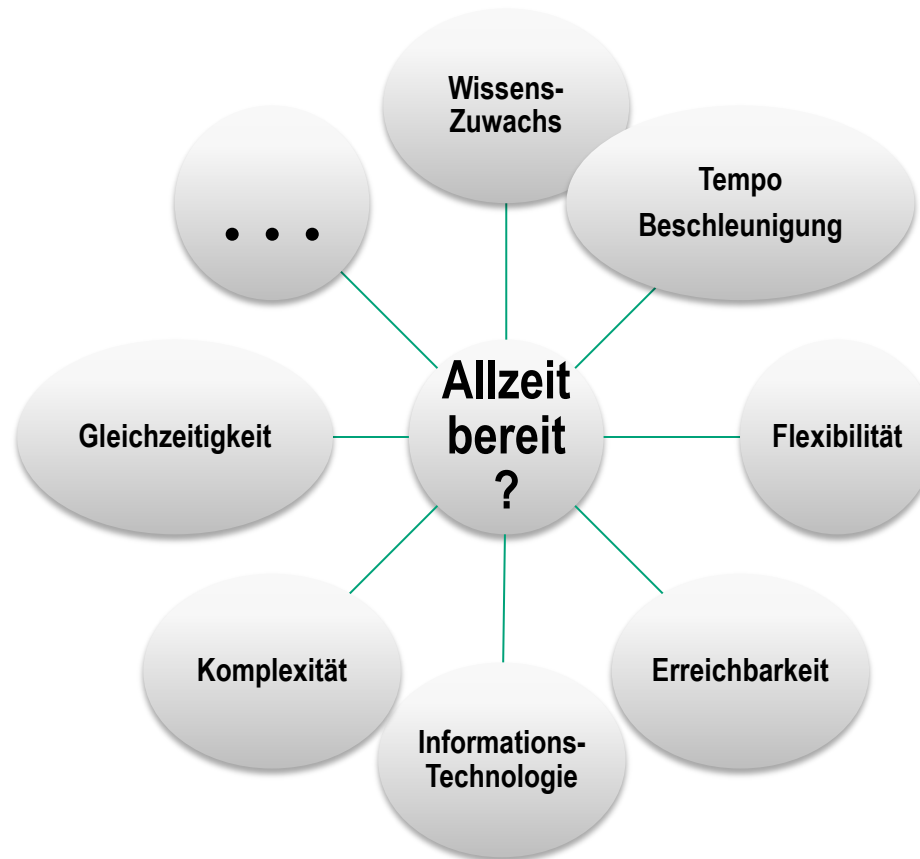 Wissens-
Zuwachs
Tempo
Beschleunigung
. . .
Allzeit
bereit
?
Gleichzeitigkeit
Flexibilität
Komplexität
Erreichbarkeit
Informations-
Technologie